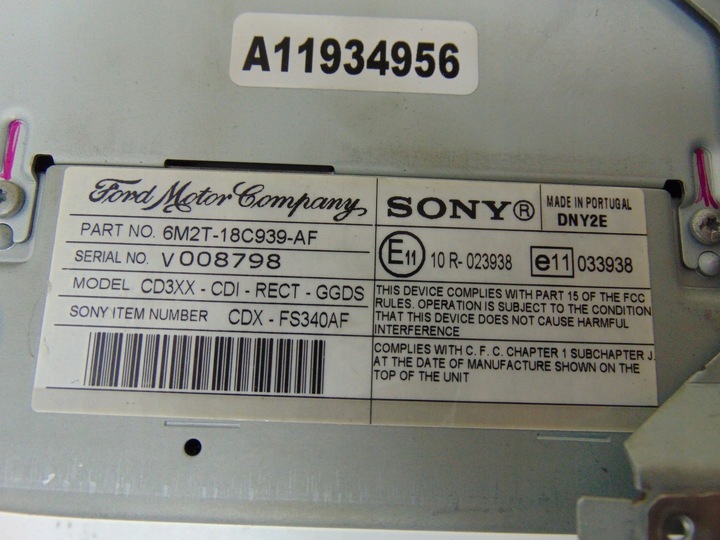 A11934956
Ford Motor Company
PART NO. 6M2T-18C939-AF
SERIAL NO. V008798
MODEL CD3XX - CDI - RECT - GGDS
SONY ITEM NUMBER CDX - FS340AF
SONY®
MADE IN PORTUGAL
DNY2E
E11 10 R- 023938
e11 033938
THIS DEVICE COMPLIES WITH PART 15 OF THE FCC
RULES. OPERATION IS SUBJECT TO THE CONDITION
THAT THIS DEVICE DOES NOT CAUSE HARMFUL
INTERFERENCE
COMPLIES WITH C. F. C. CHAPTER 1 SUBCHAPTER J.
AT THE DATE OF MANUFACTURE SHOWN ON THE
TOP OF THE UNIT